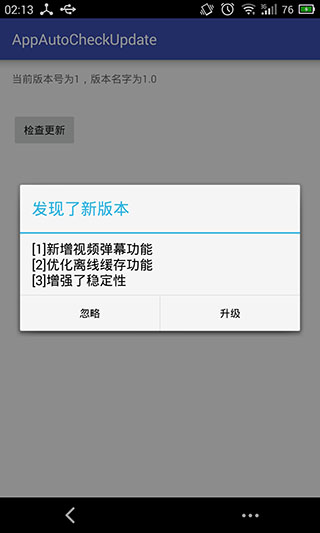 02:13
3G
76
AppAutoCheckUpdate
当前版本号为1，版本名字为1.0
检查更新
发现了新版本
[1]新增视频弹幕功能
[2]优化离线缓存功能
[3]增强了稳定性
忽略
升级